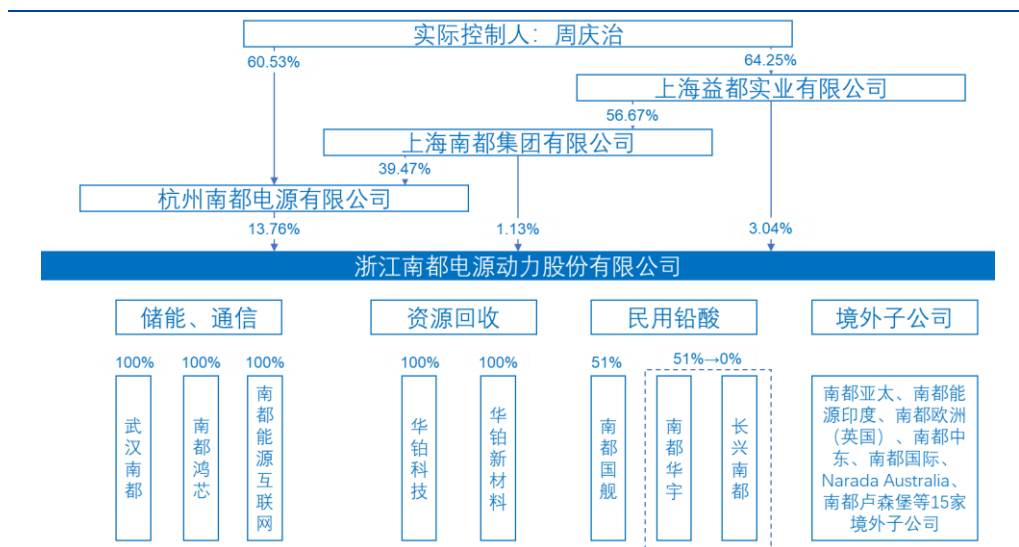 实际控制人：周庆治
60.53%
64.25%
上海益都实业有限公司
56.67%
上海南都集团有限公司
39.47%
杭州南都电源有限公司
13.76%
1.13%
3.04%
浙江南都电源动力股份有限公司
储能、通信
资源回收
民用铅酸
境外子公司
100%
100%
100%
100%
100%
51%
51%→0%
武汉南都
南都鸿芯
南都能源互联网
华铂科技
华铂新材料
南都国舰
南都华宇
长兴南都
南都亚太、南都能
源印度、南都欧洲
（英国）、南都中
东、南都国际、
Narada Australia、
南都卢森堡等15家
境外子公司